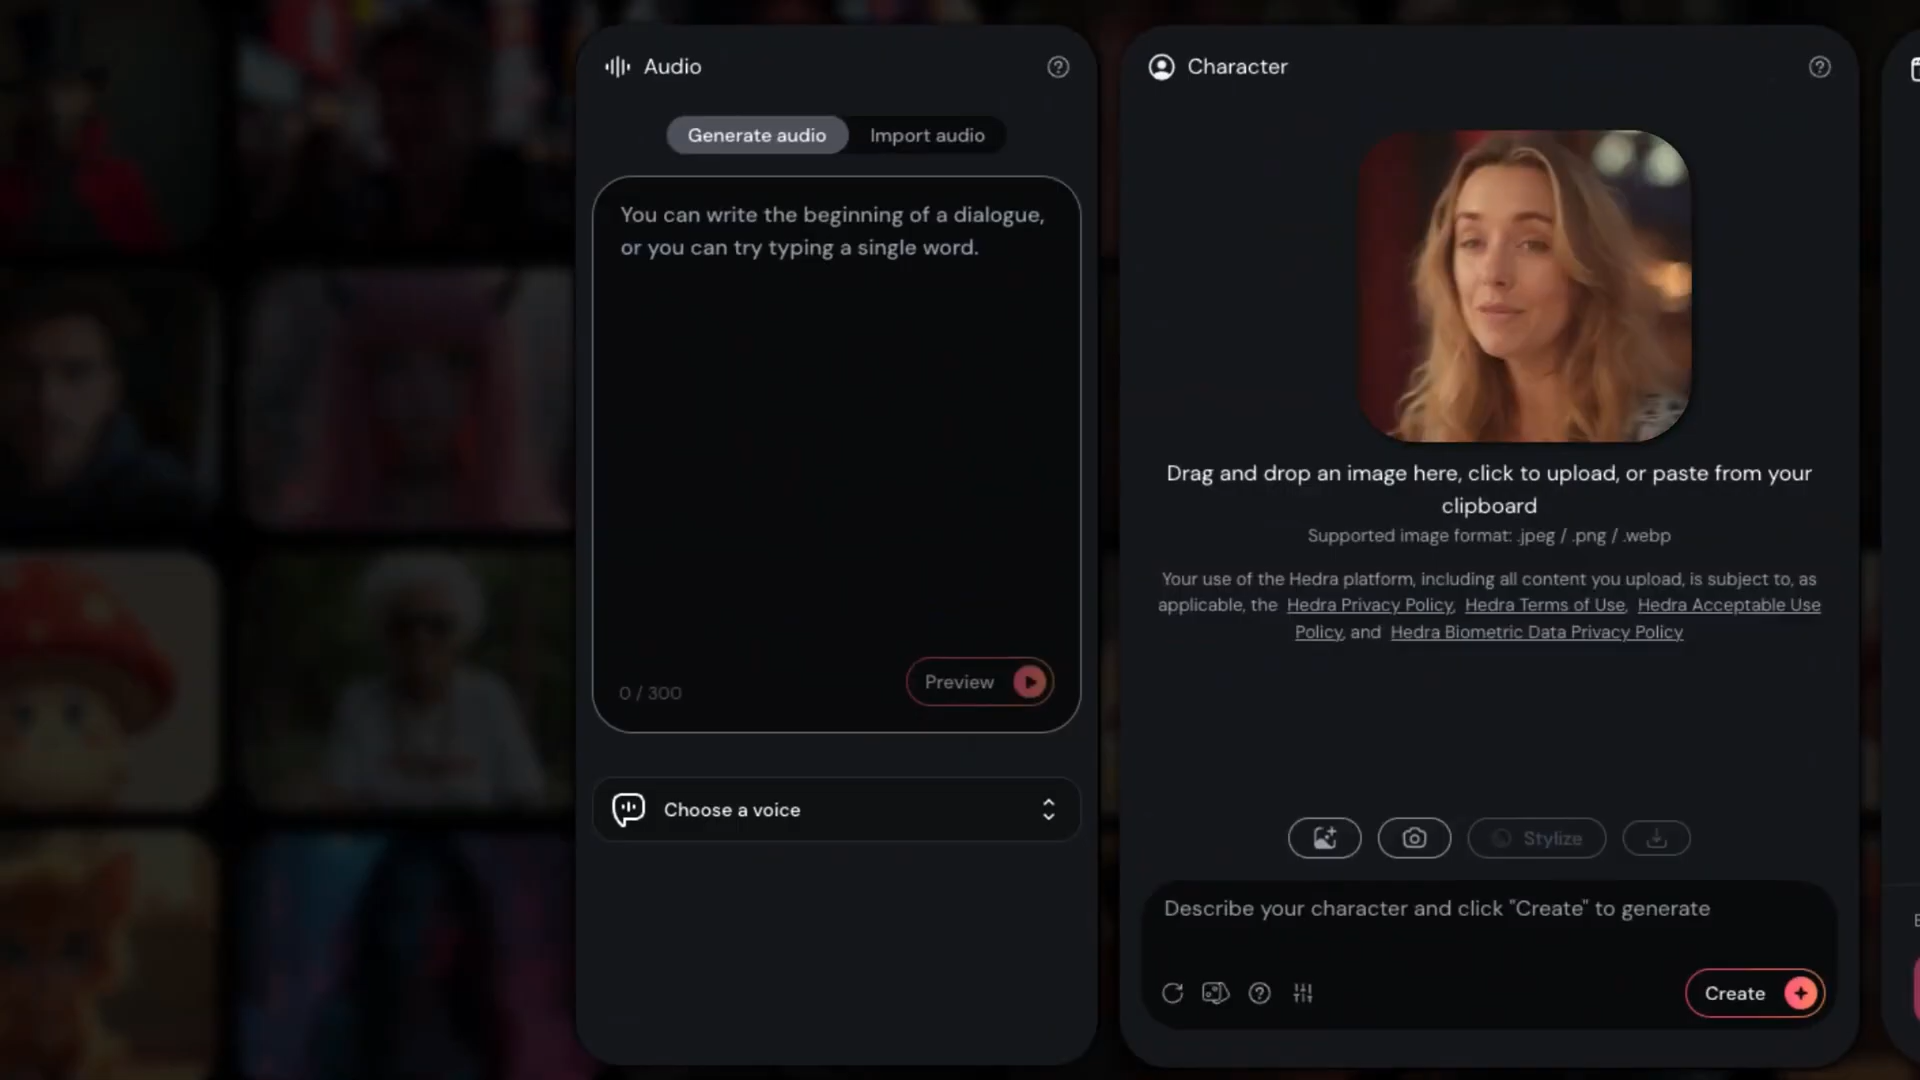 Audio
Generate audio
Import audio
You can write the beginning of a dialogue,
or you can try typing a single word.
0 / 300
Preview
Choose a voice
Character
Drag and drop an image here, click to upload, or paste from your
clipboard
Supported image format: .jpeg / .png / .webp
Your use of the Hedra platform, including all content you upload, is subject to, as
applicable, the Hedra Privacy Policy, Hedra Terms of Use, Hedra Acceptable Use
Policy, and Hedra Biometric Data Privacy Policy
Stylize
Describe your character and click "Create" to generate
Create